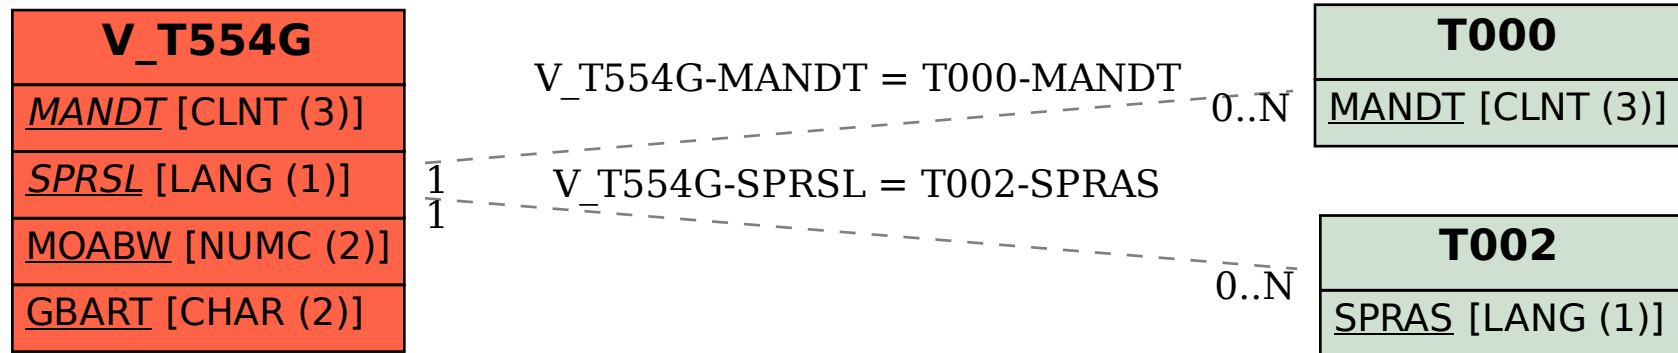 V_T554G
MANDT [CLNT (3)]
SPRSL [LANG (1)]
MOABW [NUMC (2)]
GBART [CHAR (2)]
V_T554G-MANDT = T000-MANDT
0..N
1
V_T554G-SPRSL = T002-SPRAS
1
0..N
T000
MANDT [CLNT (3)]
T002
SPRAS [LANG (1)]